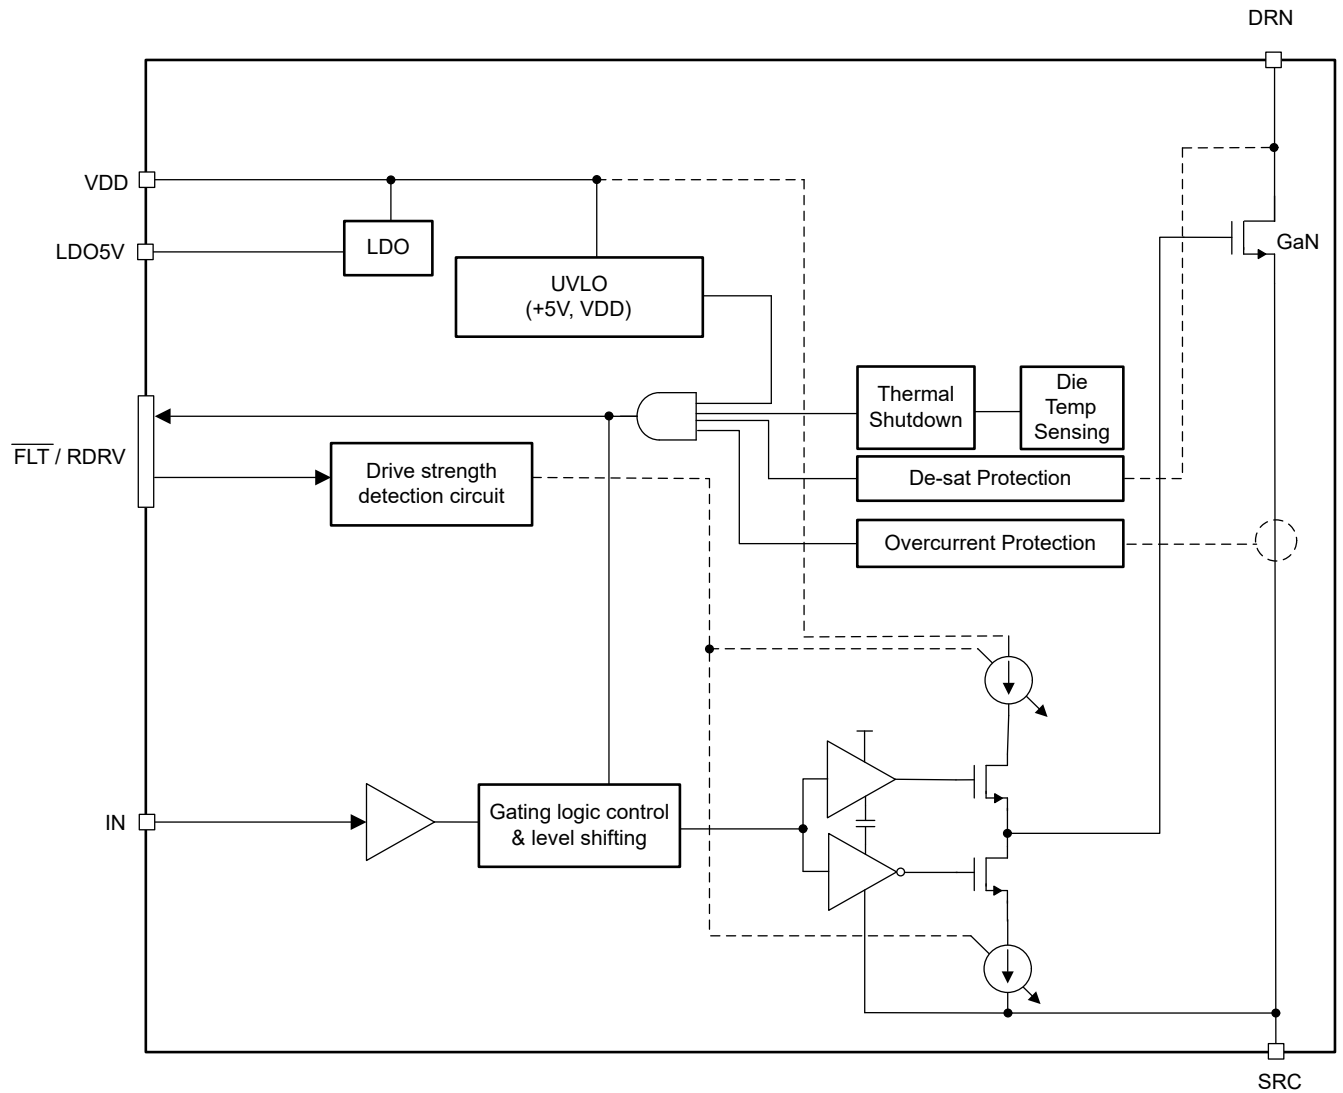 DRN
VDD
LDO
LDO5V
GaN
UVLO
(+5V, VDD)
Thermal
Shutdown
Die
Temp
Sensing
FLT / RDRV
Drive strength
detection circuit
De-sat Protection
Overcurrent Protection
IN
Gating logic control
& level shifting
SRC